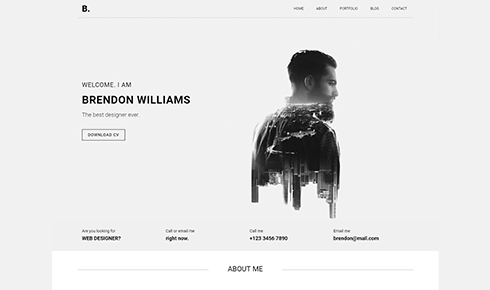 B.
HOME ABOUT PORTFOLIO BLOG CONTACT
WELCOME. I AM
BRENDON WILLIAMS
The best designer ever.
DOWNLOAD CV
Are you looking for
WEB DESIGNER?
Call or email me
right now.
Call me
+123 3456 7890
Email me
brendon@mail.com
ABOUT ME